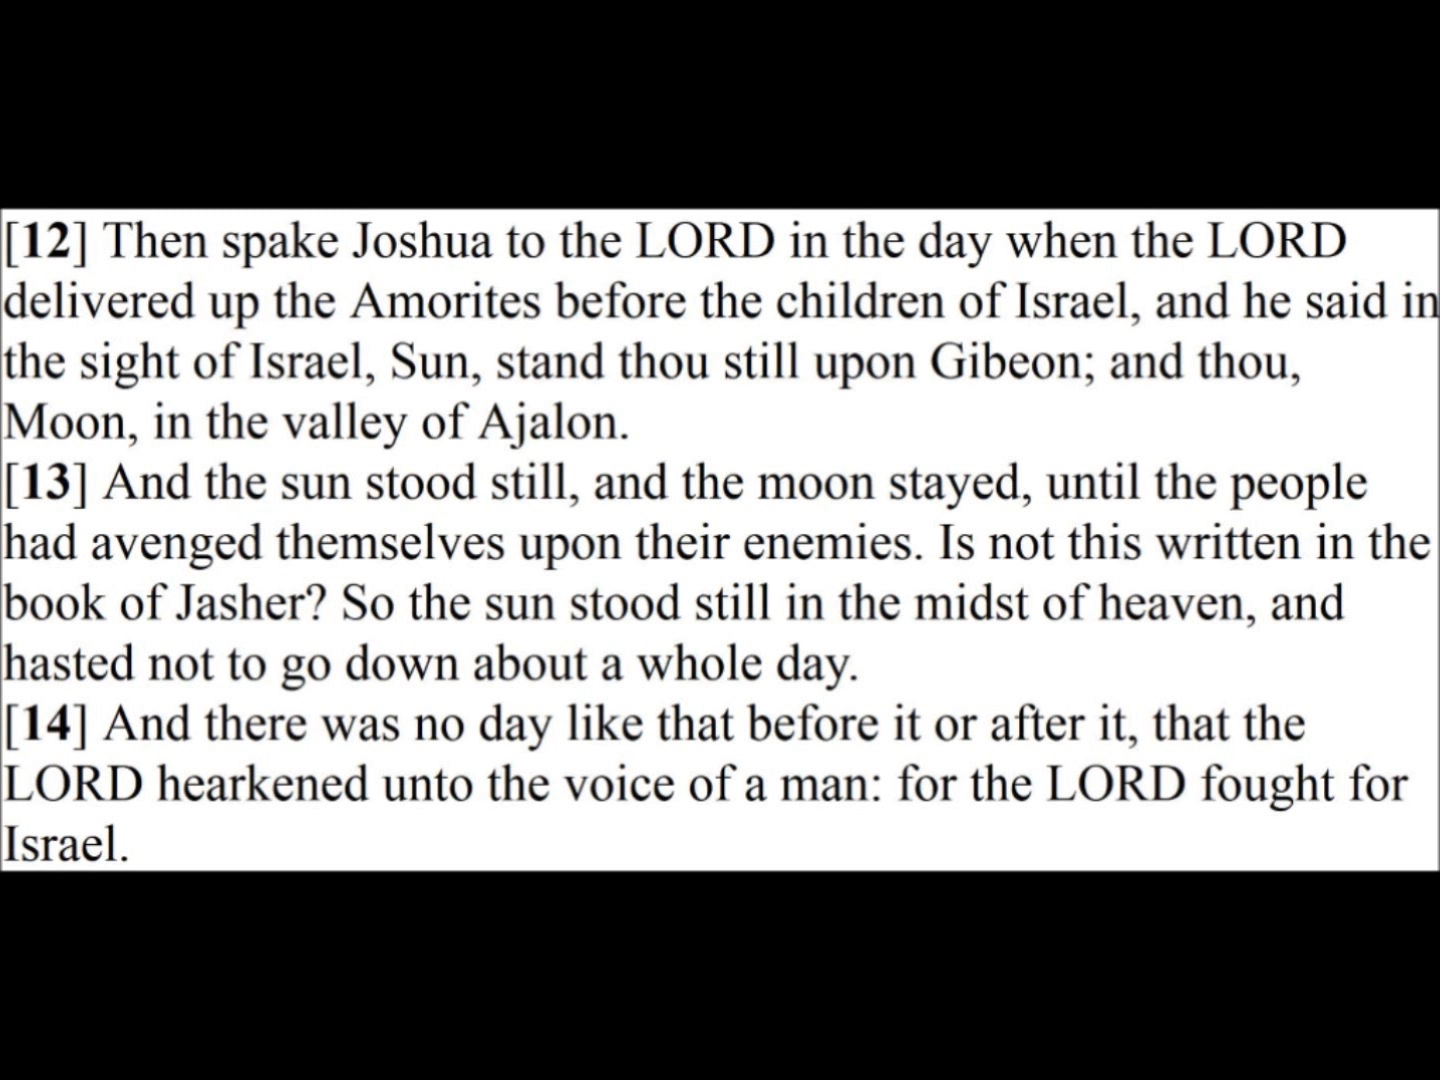 [12] Then spake Joshua to the LORD in the day when the LORD
delivered up the Amorites before the children of Israel, and he said in
the sight of Israel, Sun, stand thou still upon Gibeon; and thou,
Moon, in the valley of Ajalon.
[13] And the sun stood still, and the moon stayed, until the people
had avenged themselves upon their enemies. Is not this written in the
book of Jasher? So the sun stood still in the midst of heaven, and
hasted not to go down about a whole day.
[14] And there was no day like that before it or after it, that the
LORD hearkened unto the voice of a man: for the LORD fought for
Israel.